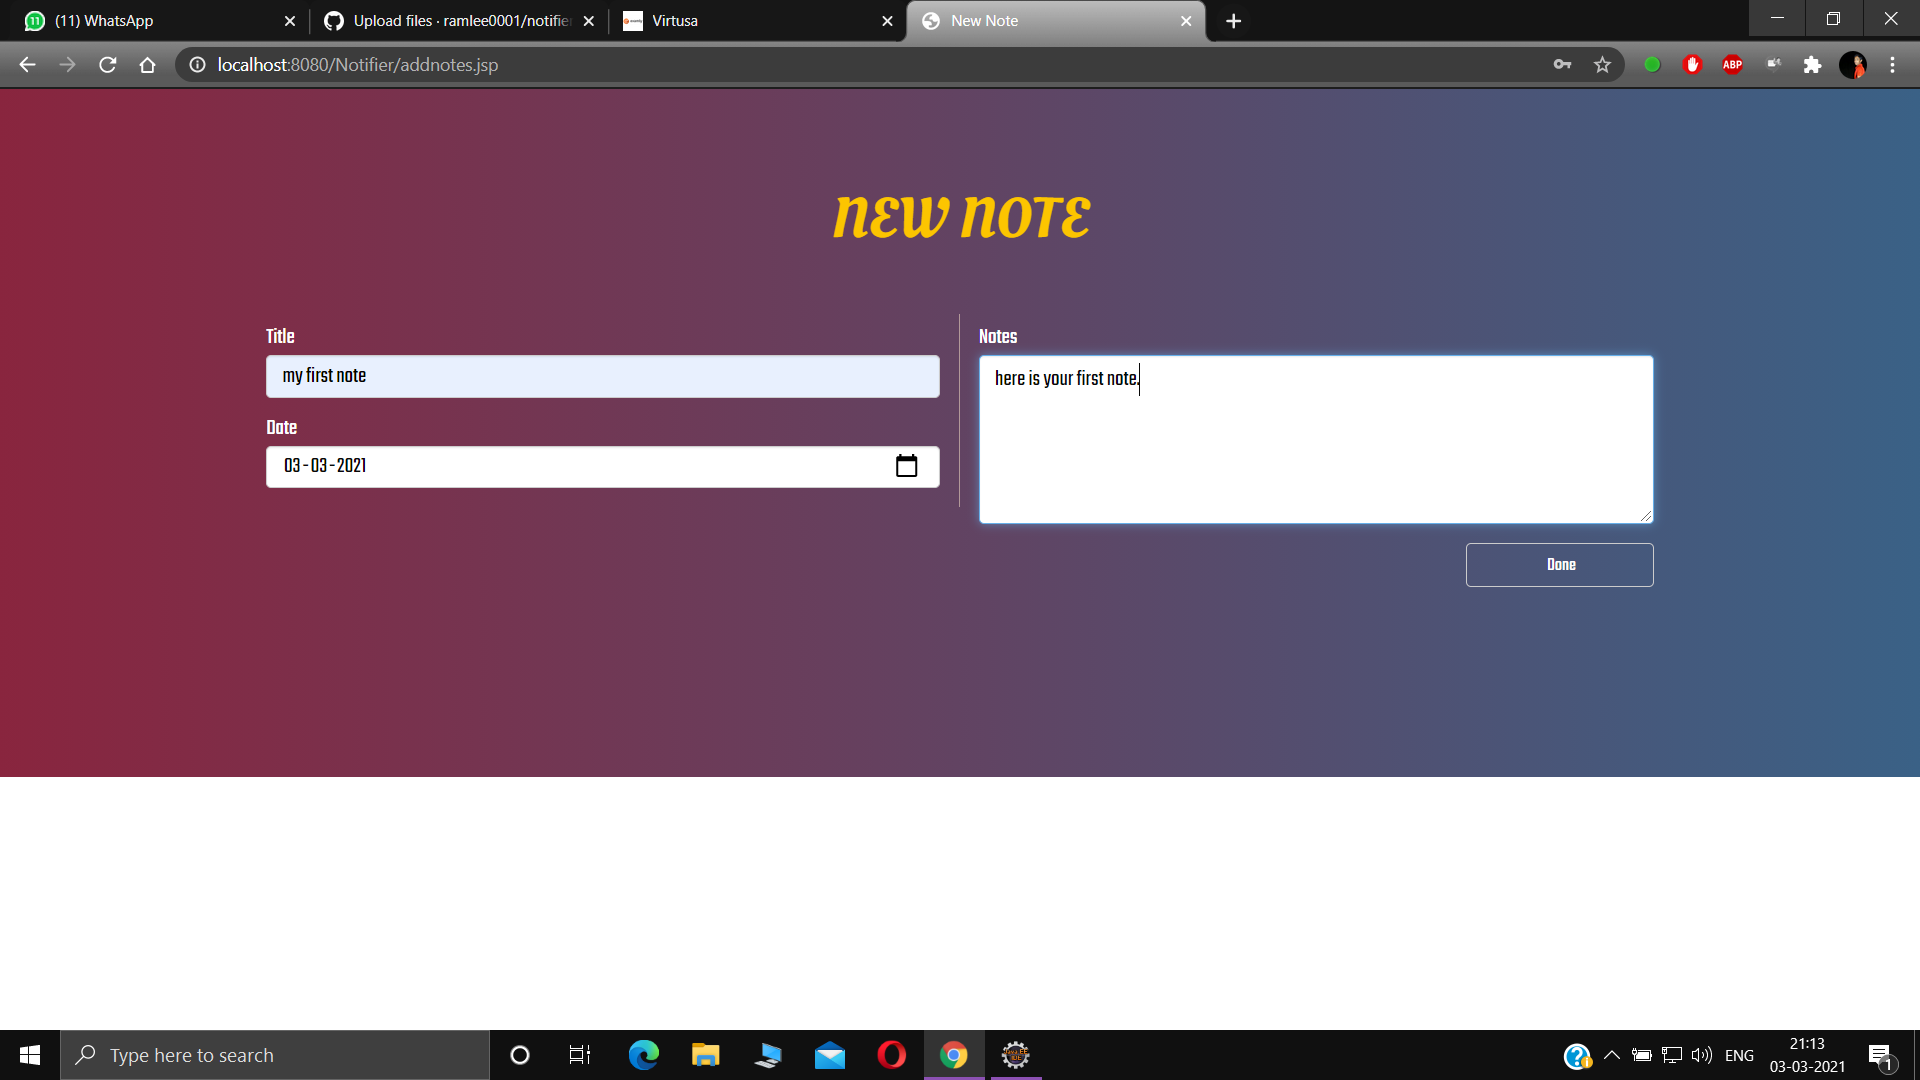 (11) WhatsApp
Upload files · ramlee0001/notifie
Virtusa
New Note
localhost:8080/Notifier/addnotes.jsp
ABP
NEW NOTE
Title
my first note
Date
03-03-2021
Notes
here is your first note.
Done
Type here to search
ENG
21:13
03-03-2021
1